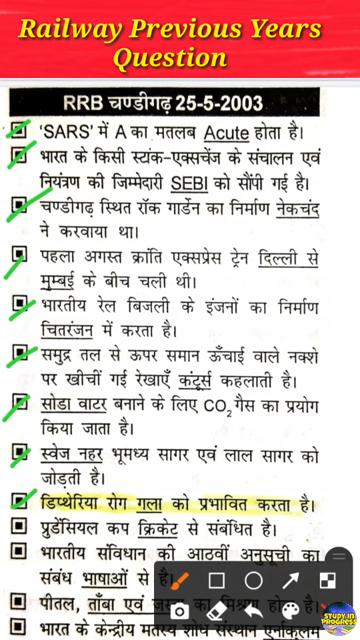 Railway Previous Years
Question
RRB चण्डीगढ़ 25-5-2003
‘SARS’ में A का मतलब Acute होता है।
भारत के किसी स्टाक-एक्सचेंज के संचालन एवं
नियंत्रण की जिम्मेदारी SEBI को सौंपी गई है।
चण्डीगढ़ स्थित रॉक गार्डेन का निर्माण नेकचंद
ने करवाया था।
पहला अगस्त क्रांति एक्सप्रेस ट्रेन दिल्ली से
मुम्बई के बीच चली थी।
भारतीय रेल बिजली के इंजनों का निर्माण
चितरंजन में करता है।
समुद्र तल से ऊपर समान ऊँचाई वाले नक्शे
पर खीचीं गई रेखाएँ कंटूर्स कहलाती है।
सोडा वाटर बनाने के लिए CO₂ गैस का प्रयोग
किया जाता है।
स्वेज नहर भूमध्य सागर एवं लाल सागर को
जोड़ती है।
डिप्थेरिया रोग गला को प्रभावित करता है।
प्रुडेंसियल कप क्रिकेट से संबंधित है।
भारतीय संविधान की आठवीं अनुसूची का
संबंध भाषाओं से है
पीतल, ताँबा एवं का मिश्रण होता है।
भारत के केन्द्रीय मतस्य शोध संस्थान
STUDY IN
PROGRESS